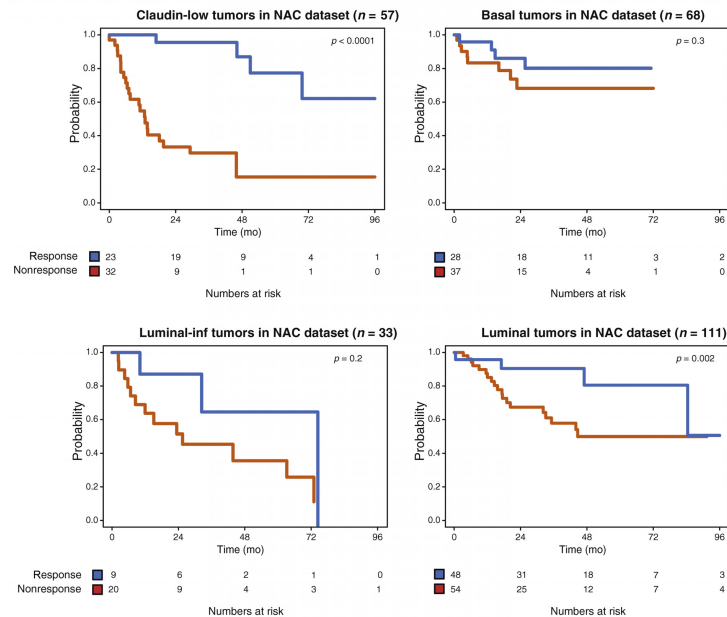 Claudin-low tumors in NAC dataset (n = 57)
p < 0.0001
Probability
1.0
0.8
0.6
0.4
0.2
0.0
0 24 48 72 96
Time (mo)
Response 23 19 9 4 1
Nonresponse 32 9 1 1 0
Numbers at risk
Basal tumors in NAC dataset (n = 68)
p = 0.3
Probability
1.0
0.8
0.6
0.4
0.2
0.0
0 24 48 72 96
Time (mo)
28 18 11 3 2
37 15 4 1 0
Numbers at risk
Luminal-inf tumors in NAC dataset (n = 33)
p = 0.2
Probability
1.0
0.8
0.6
0.4
0.2
0.0
0 24 48 72 96
Time (mo)
Response 9 6 2 1 0
Nonresponse 20 9 4 3 1
Numbers at risk
Luminal tumors in NAC dataset (n = 111)
p = 0.002
Probability
1.0
0.8
0.6
0.4
0.2
0.0
0 24 48 72 96
Time (mo)
48 31 18 7 3
54 25 12 7 4
Numbers at risk